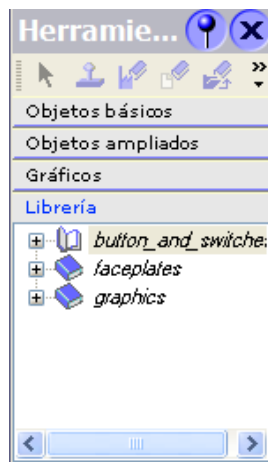 Herramie...
Objetos básicos
Objetos ampliados
Gráficos
Librería
button_and_switche
faceplates
graphics